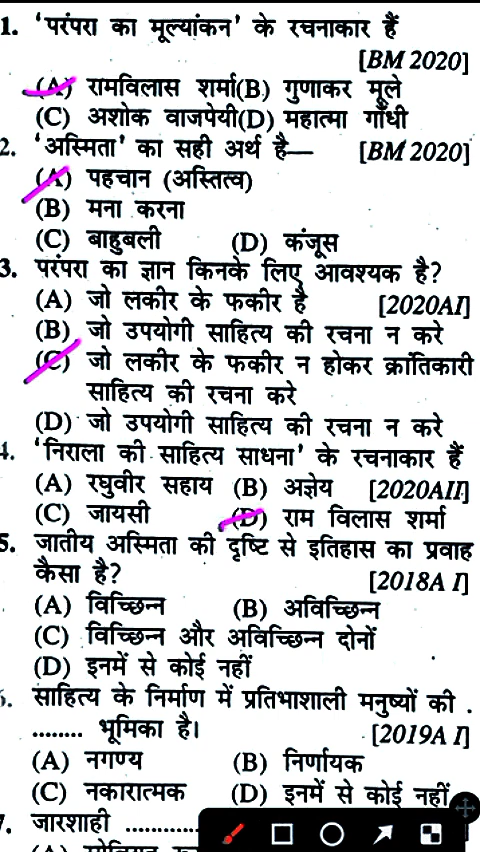 1. 'परंपरा का मूल्यांकन' के रचनाकार हैं
[BM 2020]
(A) रामविलास शर्मा(B) गुणाकर मूले
(C) अशोक वाजपेयी(D) महात्मा गाँधी
2. 'अस्मिता' का सही अर्थ है— [BM 2020]
(A) पहचान (अस्तित्व)
(B) मना करना
(C) बाहुबली (D) कंजूस
3. परंपरा का ज्ञान किनके लिए आवश्यक है?
(A) जो लकीर के फकीर है [2020AI]
(B) जो उपयोगी साहित्य की रचना न करे
(C) जो लकीर के फकीर न होकर क्रांतिकारी
साहित्य की रचना करे
(D) जो उपयोगी साहित्य की रचना न करे
4. 'निराला की साहित्य साधना' के रचनाकार हैं
(A) रघुवीर सहाय (B) अज्ञेय [2020AII]
(C) जायसी (D) राम विलास शर्मा
5. जातीय अस्मिता की दृष्टि से इतिहास का प्रवाह
कैसा है? [2018A I]
(A) विच्छिन्न (B) अविच्छिन्न
(C) विच्छिन्न और अविच्छिन्न दोनों
(D) इनमें से कोई नहीं
6. साहित्य के निर्माण में प्रतिभाशाली मनुष्यों की .
......... भूमिका है। [2019A I]
(A) नगण्य (B) निर्णायक
(C) नकारात्मक (D) इनमें से कोई नहीं
7. जारशाही ............